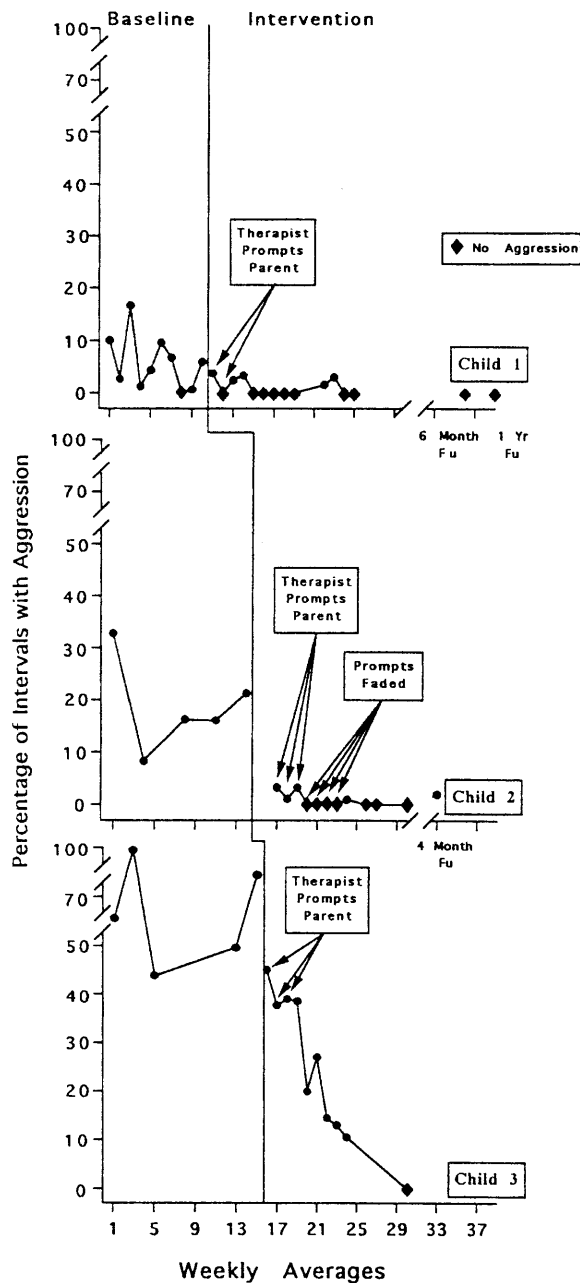 Baseline Intervention
100
70
50
40
30
20
10
0
Therapist
Prompts
Parent
◆ No Aggression
Child 1
6 Month
Fu
1 Yr
Fu
Percentage of Intervals with Aggression
100
70
50
40
30
20
10
0
Therapist
Prompts
Parent
Prompts
Faded
Child 2
4 Month
Fu
100
70
50
40
30
20
10
0
Therapist
Prompts
Parent
Child 3
1 5 9 13 17 21 25 29 33 37
Weekly Averages